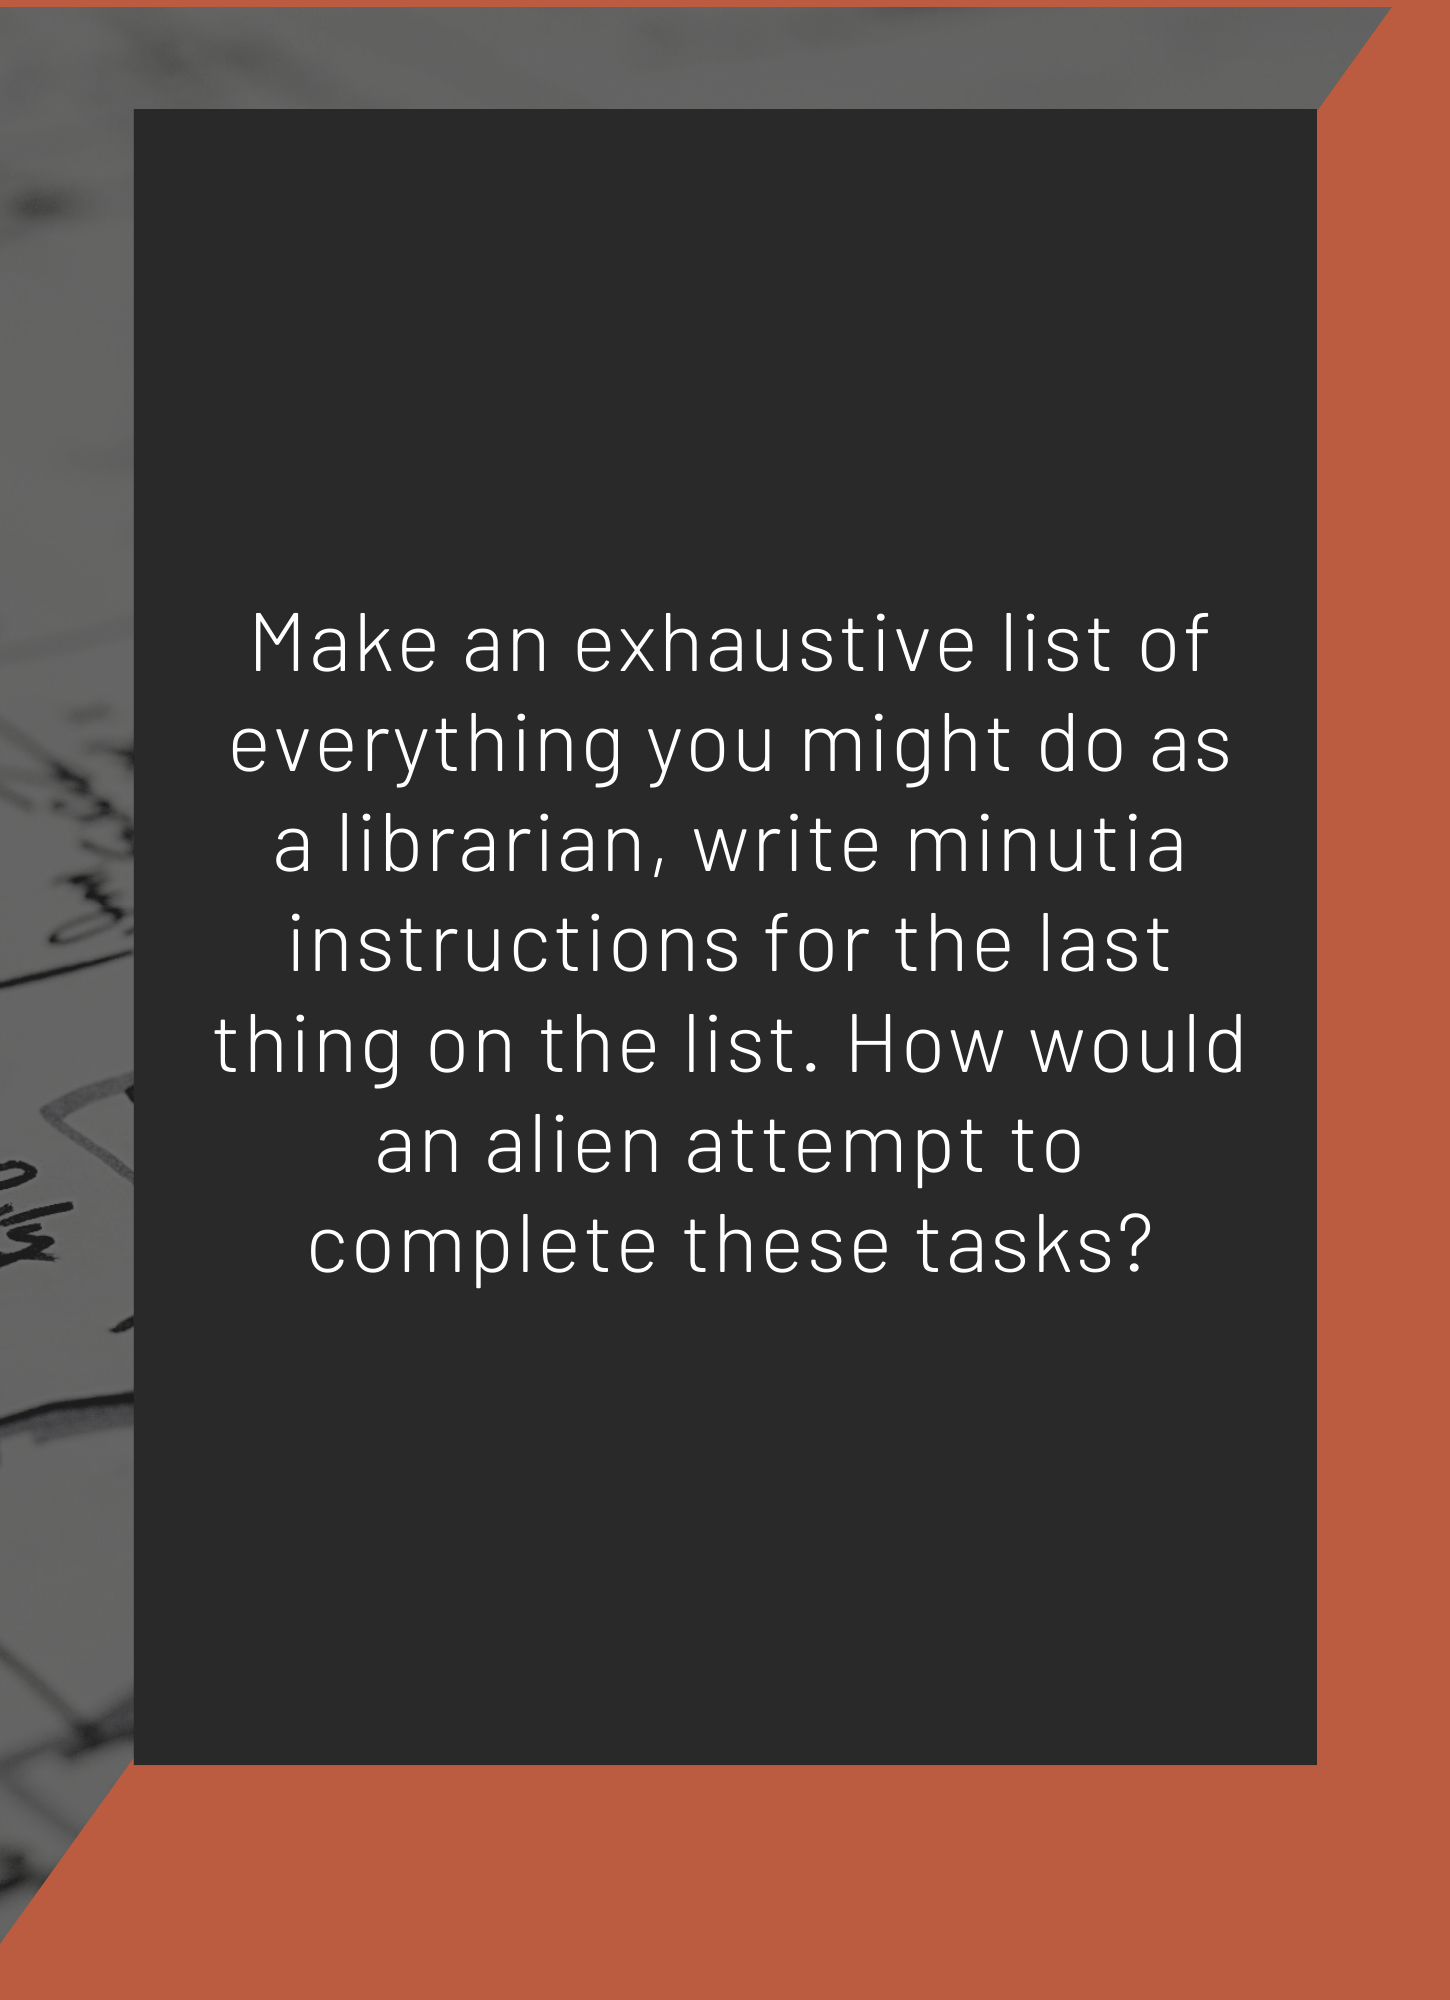 Make an exhaustive list of
everything you might do as
a librarian, write minutia
instructions for the last
thing on the list. How would
an alien attempt to
complete these tasks?